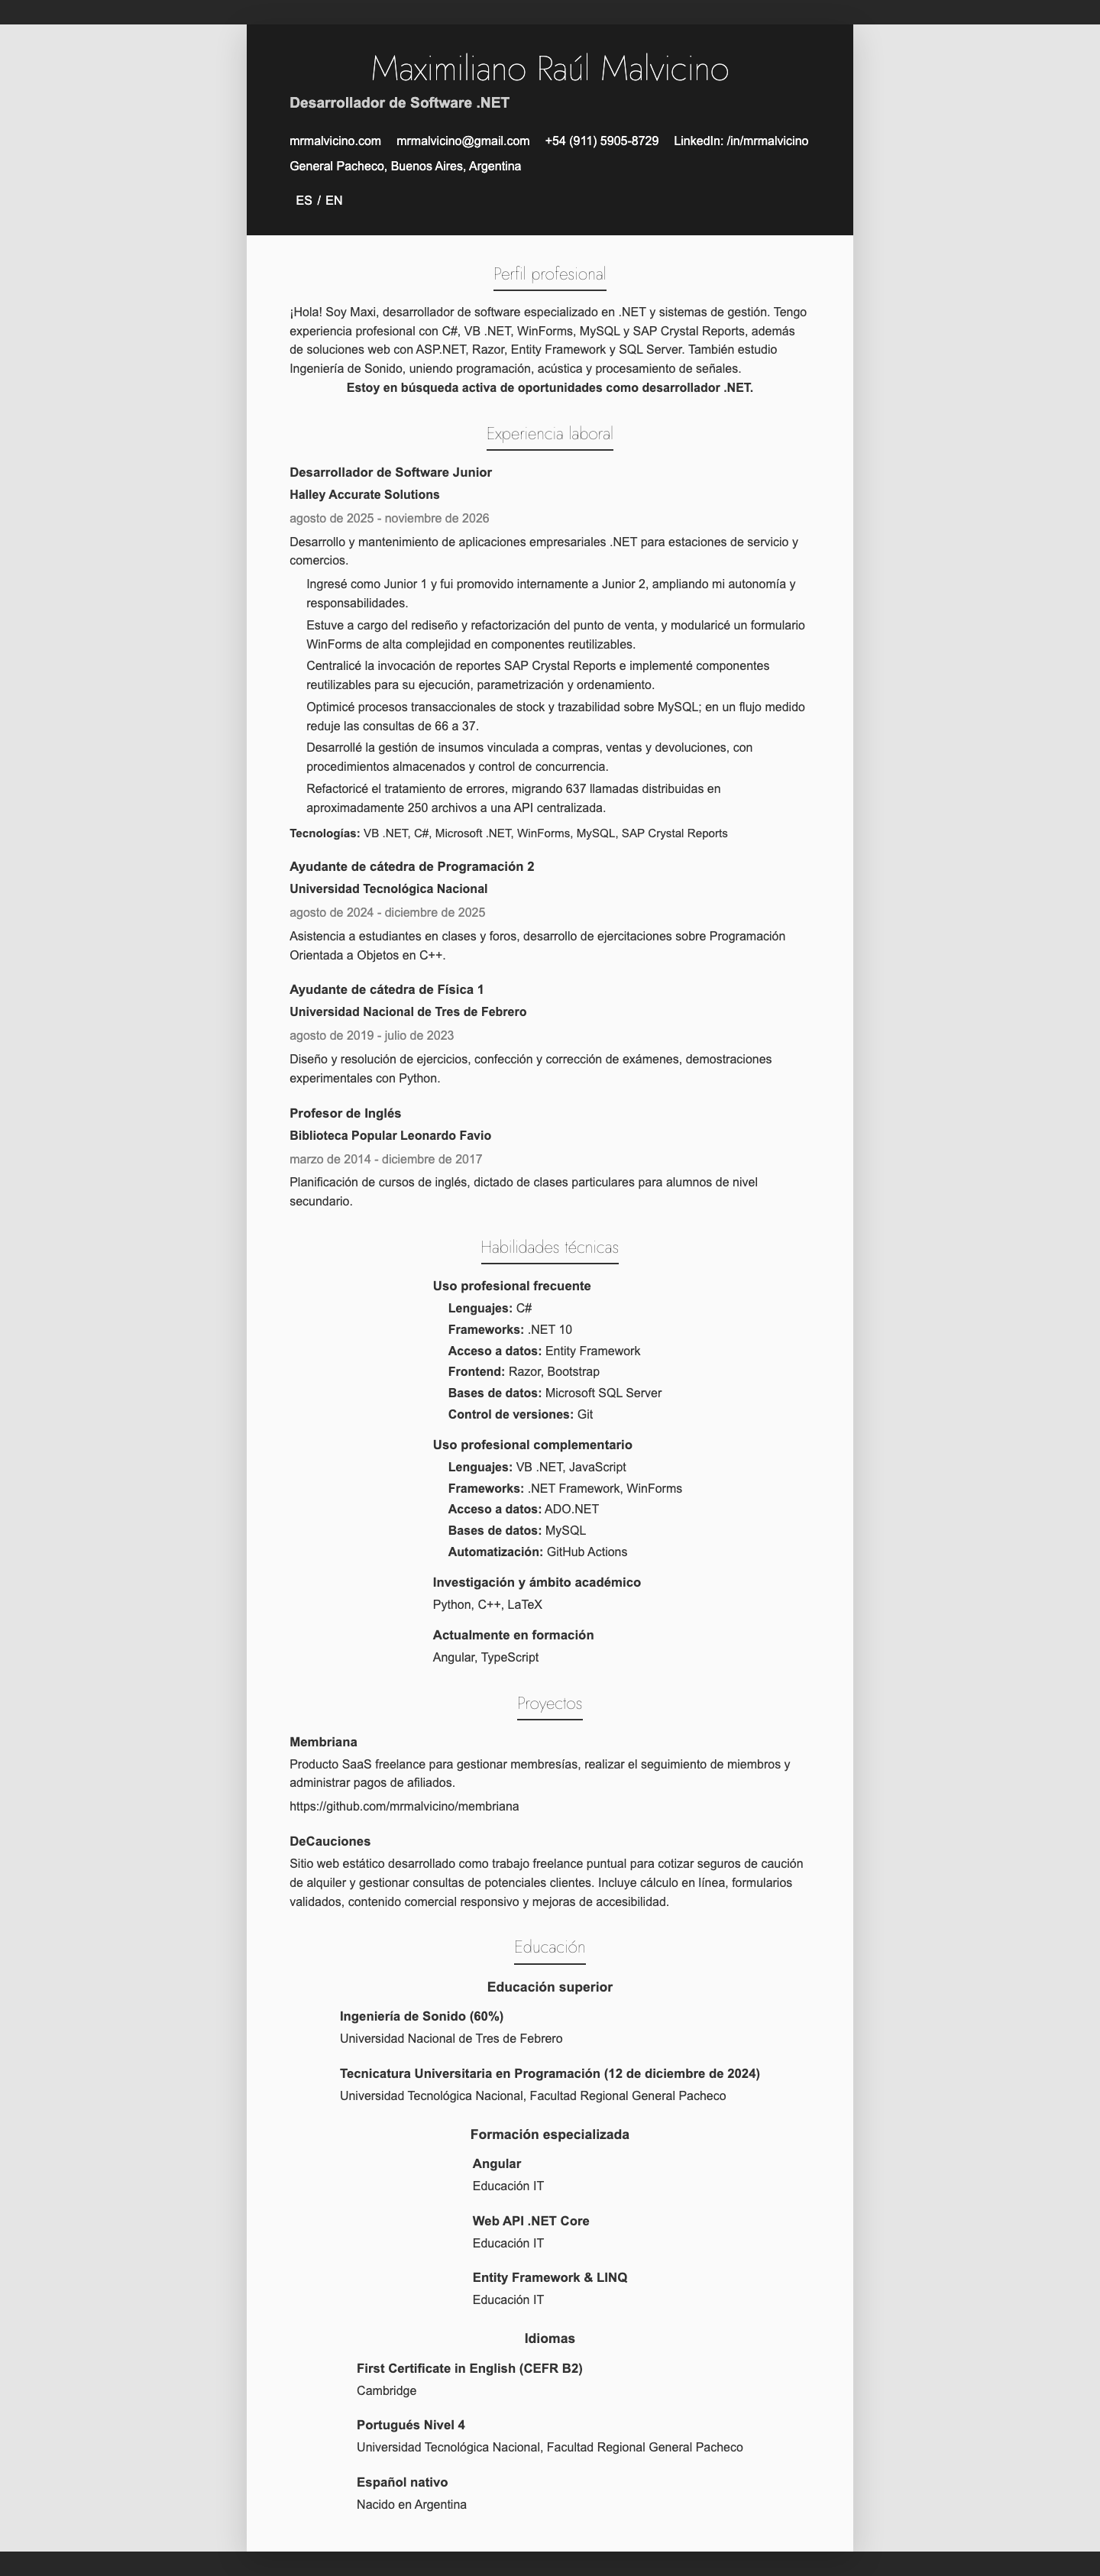 Maximiliano Raúl Malvicino
Desarrollador de Software .NET
mrmalvicino.com mrmalvicino@gmail.com +54 (911) 5905-8729 LinkedIn: /in/mrmalvicino
General Pacheco, Buenos Aires, Argentina
ES / EN
Perfil profesional
¡Hola! Soy Maxi, desarrollador de software especializado en .NET y sistemas de gestión. Tengo
experiencia profesional con C#, VB .NET, WinForms, MySQL y SAP Crystal Reports, además
de soluciones web con ASP.NET, Razor, Entity Framework y SQL Server. También estudio
Ingeniería de Sonido, uniendo programación, acústica y procesamiento de señales.
Estoy en búsqueda activa de oportunidades como desarrollador .NET.
Experiencia laboral
Desarrollador de Software Junior
Halley Accurate Solutions
agosto de 2025 - noviembre de 2026
Desarrollo y mantenimiento de aplicaciones empresariales .NET para estaciones de servicio y
comercios.
Ingresé como Junior 1 y fui promovido internamente a Junior 2, ampliando mi autonomía y
responsabilidades.
Estuve a cargo del rediseño y refactorización del punto de venta, y modularicé un formulario
WinForms de alta complejidad en componentes reutilizables.
Centralicé la invocación de reportes SAP Crystal Reports e implementé componentes
reutilizables para su ejecución, parametrización y ordenamiento.
Optimicé procesos transaccionales de stock y trazabilidad sobre MySQL; en un flujo medido
reduje las consultas de 66 a 37.
Desarrollé la gestión de insumos vinculada a compras, ventas y devoluciones, con
procedimientos almacenados y control de concurrencia.
Refactoricé el tratamiento de errores, migrando 637 llamadas distribuidas en
aproximadamente 250 archivos a una API centralizada.
Tecnologías: VB .NET, C#, Microsoft .NET, WinForms, MySQL, SAP Crystal Reports
Ayudante de cátedra de Programación 2
Universidad Tecnológica Nacional
agosto de 2024 - diciembre de 2025
Asistencia a estudiantes en clases y foros, desarrollo de ejercitaciones sobre Programación
Orientada a Objetos en C++.
Ayudante de cátedra de Física 1
Universidad Nacional de Tres de Febrero
agosto de 2019 - julio de 2023
Diseño y resolución de ejercicios, confección y corrección de exámenes, demostraciones
experimentales con Python.
Profesor de Inglés
Biblioteca Popular Leonardo Favio
marzo de 2014 - diciembre de 2017
Planificación de cursos de inglés, dictado de clases particulares para alumnos de nivel
secundario.
Habilidades técnicas
Uso profesional frecuente
Lenguajes: C#
Frameworks: .NET 10
Acceso a datos: Entity Framework
Frontend: Razor, Bootstrap
Bases de datos: Microsoft SQL Server
Control de versiones: Git
Uso profesional complementario
Lenguajes: VB .NET, JavaScript
Frameworks: .NET Framework, WinForms
Acceso a datos: ADO.NET
Bases de datos: MySQL
Automatización: GitHub Actions
Investigación y ámbito académico
Python, C++, LaTeX
Actualmente en formación
Angular, TypeScript
Proyectos
Membriana
Producto SaaS freelance para gestionar membresías, realizar el seguimiento de miembros y
administrar pagos de afiliados.
https://github.com/mrmalvicino/membriana
DeCauciones
Sitio web estático desarrollado como trabajo freelance puntual para cotizar seguros de caución
de alquiler y gestionar consultas de potenciales clientes. Incluye cálculo en línea, formularios
validados, contenido comercial responsivo y mejoras de accesibilidad.
Educación
Educación superior
Ingeniería de Sonido (60%)
Universidad Nacional de Tres de Febrero
Tecnicatura Universitaria en Programación (12 de diciembre de 2024)
Universidad Tecnológica Nacional, Facultad Regional General Pacheco
Formación especializada
Angular
Educación IT
Web API .NET Core
Educación IT
Entity Framework & LINQ
Educación IT
Idiomas
First Certificate in English (CEFR B2)
Cambridge
Portugués Nivel 4
Universidad Tecnológica Nacional, Facultad Regional General Pacheco
Español nativo
Nacido en Argentina